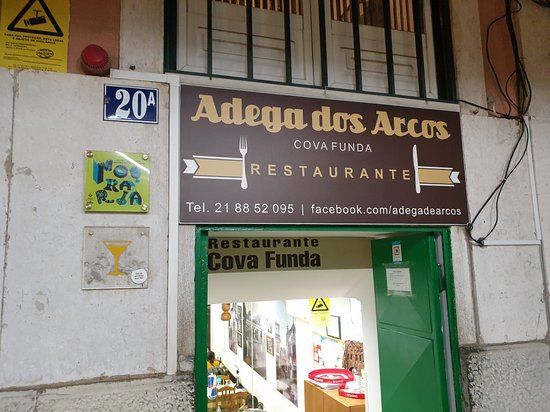 20A
Adega dos Arcos
COVA FUNDA
RESTAURANTE
Tel. 21 88 52 095 | facebook.com/adegadearcos
MOURARIA
Restaurante
Cova Funda